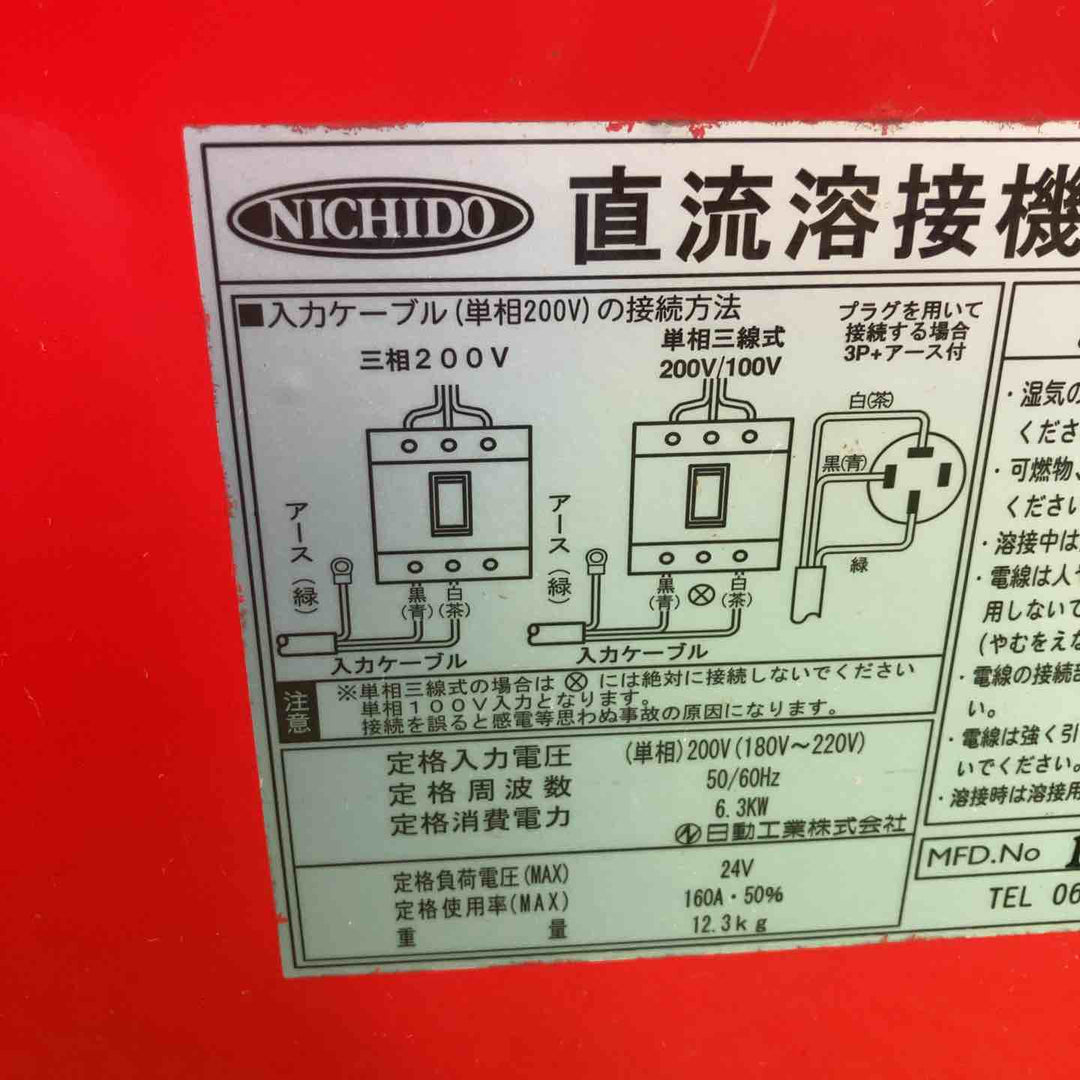 NICHIDO
直流溶接機
■入力ケーブル(単相200V)の接続方法
三相200V
単相三線式
200V/100V
プラグを用いて
接続する場合
3P+アース付
アース(緑)
黒(青)
白(茶)
入力ケーブル
アース(緑)
黒(青)
白(茶)
入力ケーブル
白(茶)
黒(青)
緑
注意
※単相三線式の場合は⊗には絶対に接続しないでください
単相100V入力となります。
接続を誤ると感電等思わぬ事故の原因になります。
定格入力電圧 (単相)200V(180V〜220V)
定格周波数 50/60Hz
定格消費電力 6.3KW
日動工業株式会社
定格負荷電圧(MAX) 24V
定格使用率(MAX) 160A・50%
重量 12.3kg
・湿気の
くださ
・可燃物、
ください
・溶接中は
・電線は人や
用しないで
(やむをえな
・電線の接続部
い。
・電線は強く引
いでください。
・溶接時は溶接用
MFD.No
TEL 06